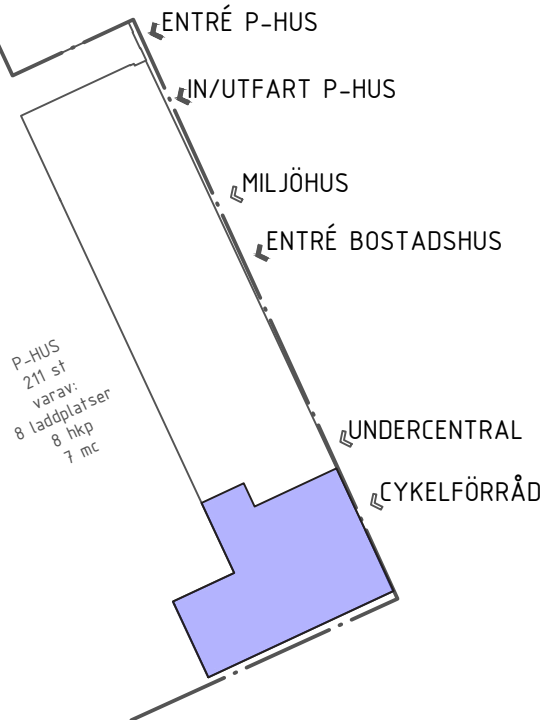 ENTRÉ P-HUS
IN/UTFART P-HUS
MILJÖHUS
ENTRÉ BOSTADSHUS
P-HUS
211 st
varav:
8 laddplatser
8 hkp
7 mc
UNDERCENTRAL
CYKELFÖRRÅD